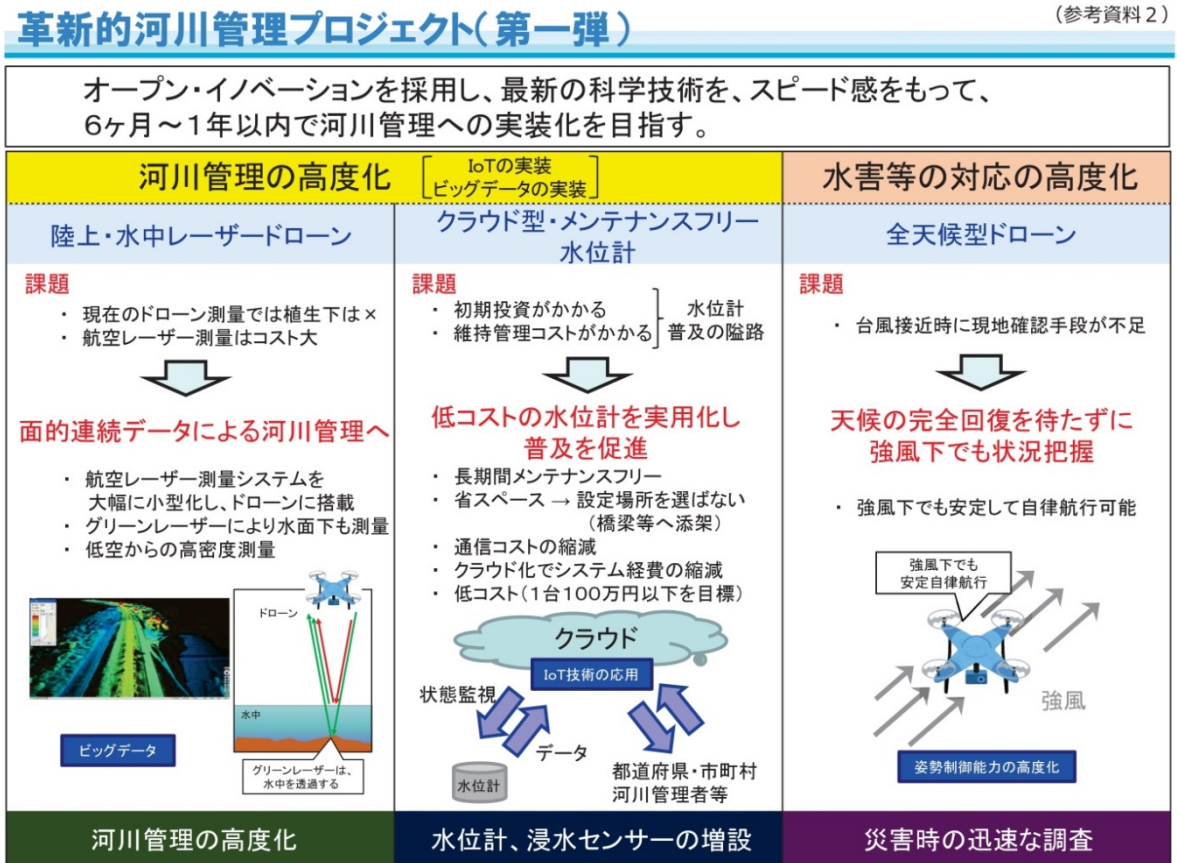 革新的河川管理プロジェクト(第一弾)
(参考資料2)
オープン・イノベーションを採用し、最新の科学技術を、スピード感をもって、
6ヶ月～1年以内で河川管理への実装化を目指す。
河川管理の高度化
IoTの実装
ビッグデータの実装
水害等の対応の高度化
陸上・水中レーザードローン
課題
・ 現在のドローン測量では植生下は×
・ 航空レーザー測量はコスト大
面的連続データによる河川管理へ
・ 航空レーザー測量システムを
大幅に小型化し、ドローンに搭載
・ グリーンレーザーにより水面下も測量
・ 低空からの高密度測量
ドローン
水中
グリーンレーザーは、
水中を透過する
ビッグデータ
河川管理の高度化
クラウド型・メンテナンスフリー
水位計
課題
・ 初期投資がかかる
・ 維持管理コストがかかる
水位計
普及の隘路
低コストの水位計を実用化し
普及を促進
・ 長期間メンテナンスフリー
・ 省スペース → 設定場所を選ばない
(橋梁等へ添架)
・ 通信コストの縮減
・ クラウド化でシステム経費の縮減
・ 低コスト(1台100万円以下を目標)
クラウド
IoT技術の応用
状態監視
データ
水位計
都道府県・市町村
河川管理者等
水位計、浸水センサーの増設
全天候型ドローン
課題
・ 台風接近時に現地確認手段が不足
天候の完全回復を待たずに
強風下でも状況把握
・ 強風下でも安定して自律航行可能
強風下でも
安定自律航行
強風
姿勢制御能力の高度化
災害時の迅速な調査